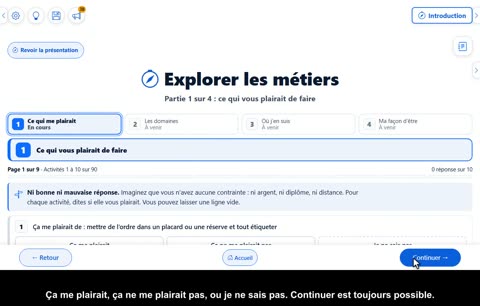 Introduction
Revoir la présentation
Explorer les métiers
Partie 1 sur 4 : ce qui vous plairait de faire
1 Ce qui me plairait
En cours
2 Les domaines
À venir
3 Où j'en suis
À venir
4 Ma façon d'être
À venir
1 Ce qui vous plairait de faire
Page 1 sur 9 · Activités 1 à 10 sur 90
0 réponse sur 10
Ni bonne ni mauvaise réponse. Imaginez que vous n'avez aucune contrainte : ni argent, ni diplôme, ni distance. Pour
chaque activité, dites si elle vous plairait. Vous pouvez laisser une ligne vide.
1 Ça me plairait de : mettre de l'ordre dans un placard ou une réserve et tout étiqueter
← Retour
Accueil
Continuer →
Ça me plairait, ça ne me plairait pas, ou je ne sais pas. Continuer est toujours possible.